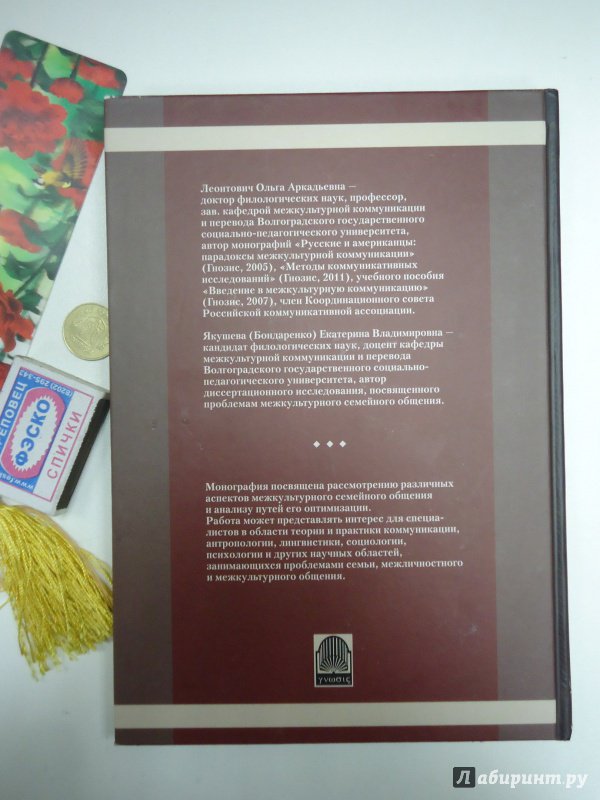 Леонтович Ольга Аркадьевна —
доктор филологических наук, профессор,
зав. кафедрой межкультурной коммуникации
и перевода Волгоградского государственного
социально-педагогического университета,
автор монографий «Русские и американцы:
парадоксы межкультурной коммуникации»
(Гнозис, 2005), «Методы коммуникативных
исследований» (Гнозис, 2011), учебного пособия
«Введение в межкультурную коммуникацию»
(Гнозис, 2007), член Координационного совета
Российской коммуникативной ассоциации.
Якушева (Бондаренко) Екатерина Владимировна —
кандидат филологических наук, доцент кафедры
межкультурной коммуникации и перевода
Волгоградского государственного социально-
педагогического университета, автор
диссертационного исследования, посвященного
проблемам межкультурного семейного общения.
Монография посвящена рассмотрению различных
аспектов межкультурного семейного общения
и анализу путей его оптимизации.
Работа может представлять интерес для специа-
листов в области теории и практики коммуникации,
антропологии, лингвистики, социологии,
психологии и других научных областей,
занимающихся проблемами семьи, межличностного
и межкультурного общения.
γνωσις
РЕПОВЕЦ
ФЭСКО
СПИЧКИ
(8202) 295-343
Лабиринт.ру